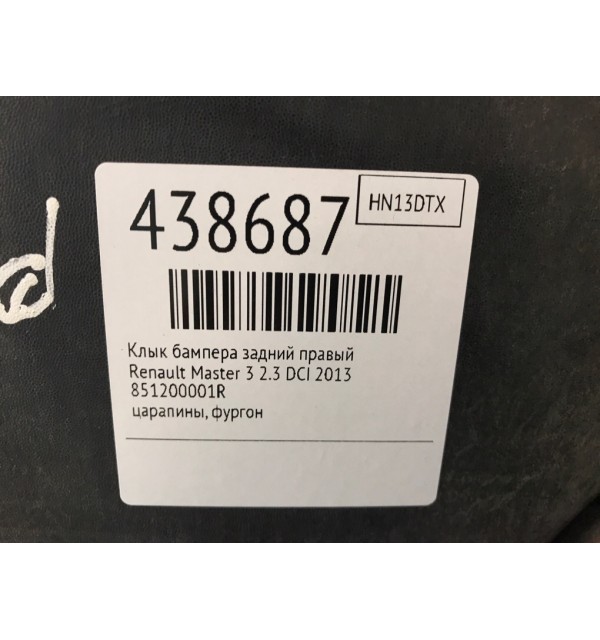 438687
HN13DTX
Клык бампера задний правый
Renault Master 3 2.3 DCI 2013
851200001R
царапины, фургон